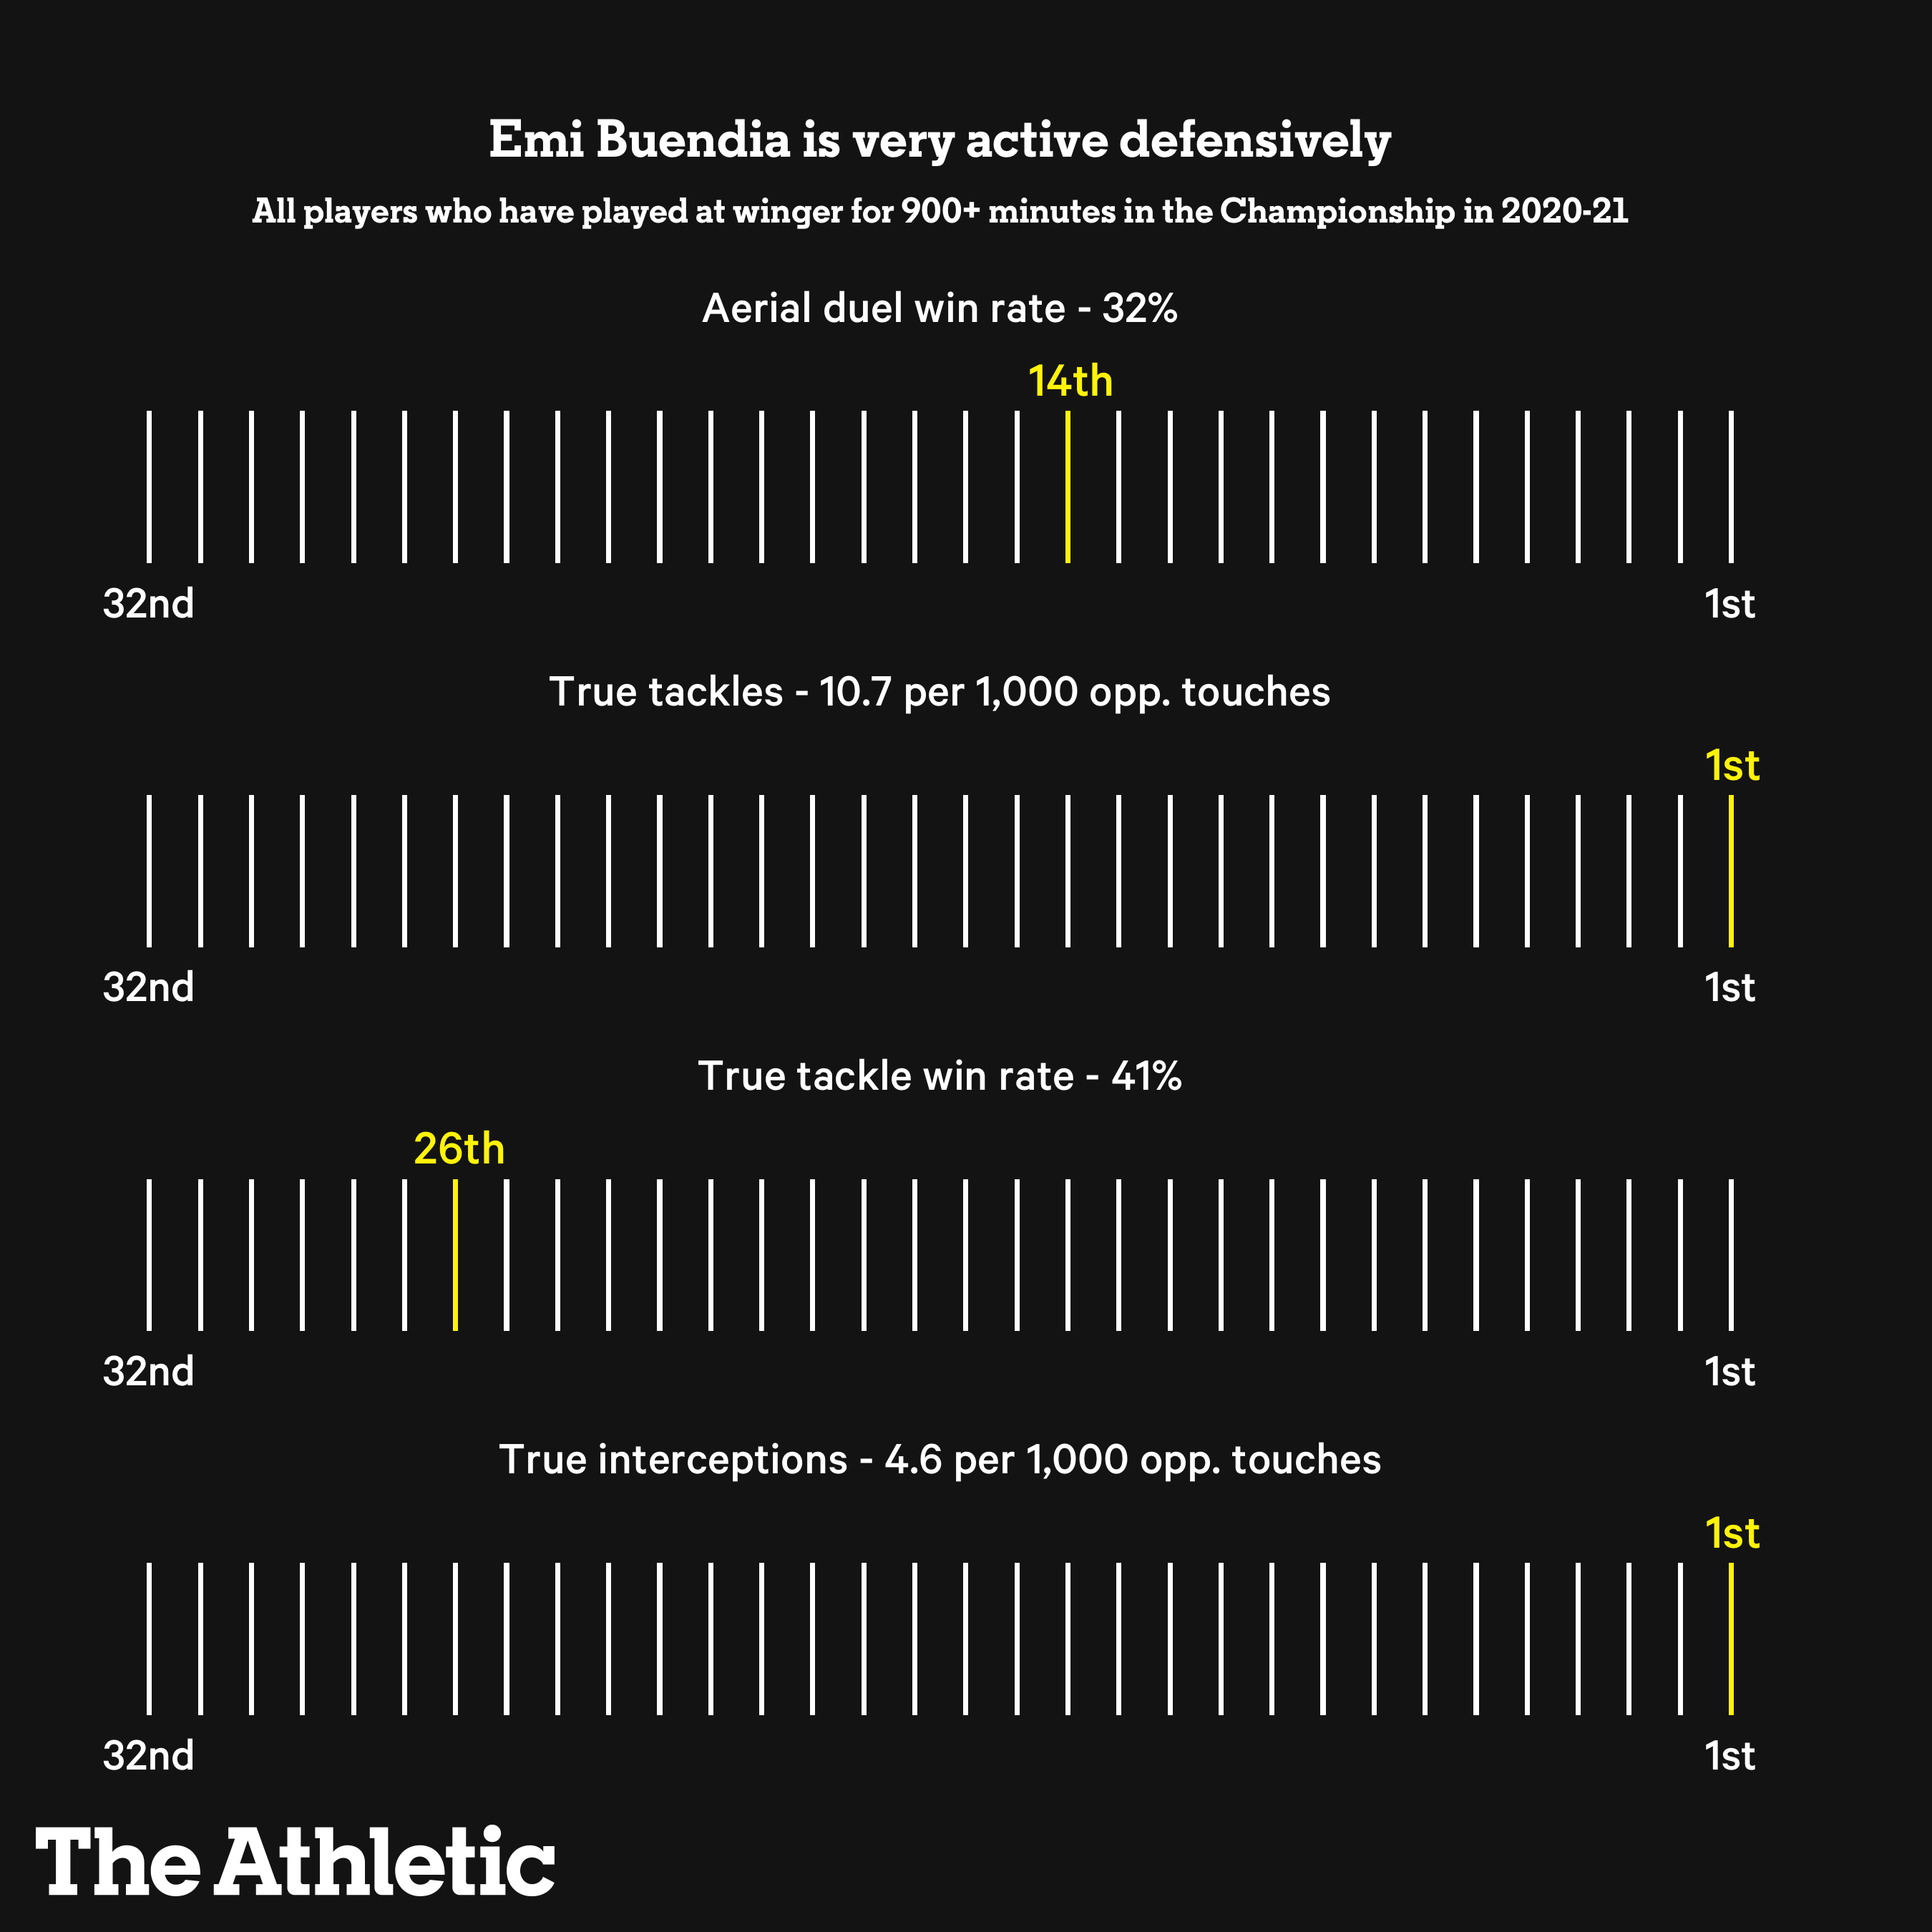 Emi Buendia is very active defensively
All players who have played at winger for 900+ minutes in the Championship in 2020-21
Aerial duel win rate - 32%
14th
32nd
1st
True tackles - 10.7 per 1,000 opp. touches
1st
32nd
1st
True tackle win rate - 41%
26th
32nd
1st
True interceptions - 4.6 per 1,000 opp. touches
1st
32nd
1st
The Athletic